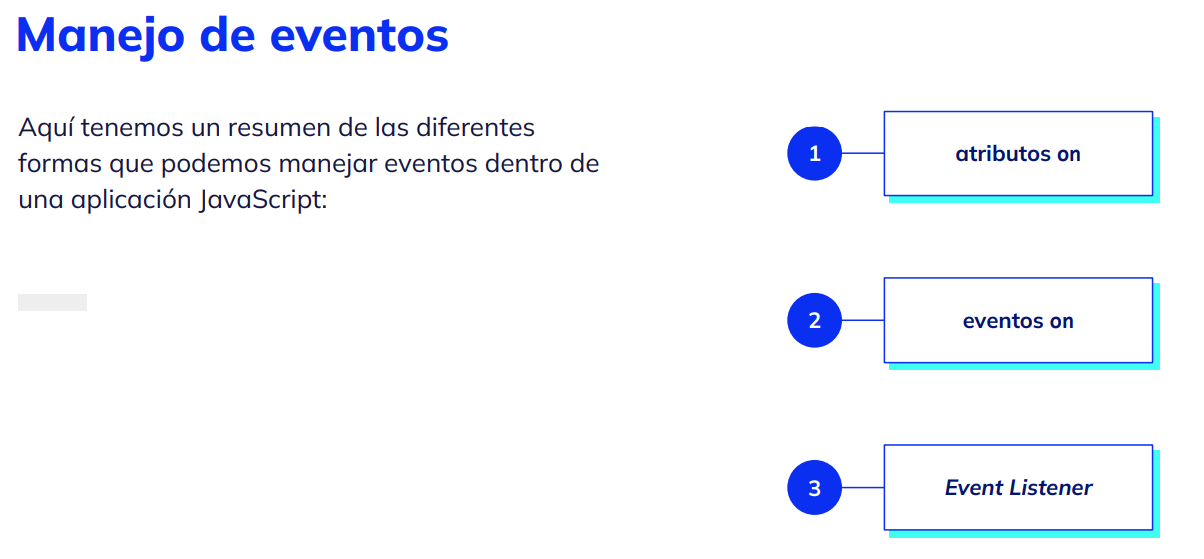 Manejo de eventos
Aquí tenemos un resumen de las diferentes
formas que podemos manejar eventos dentro de
una aplicación JavaScript:
1
atributos on
2
eventos on
3
Event Listener